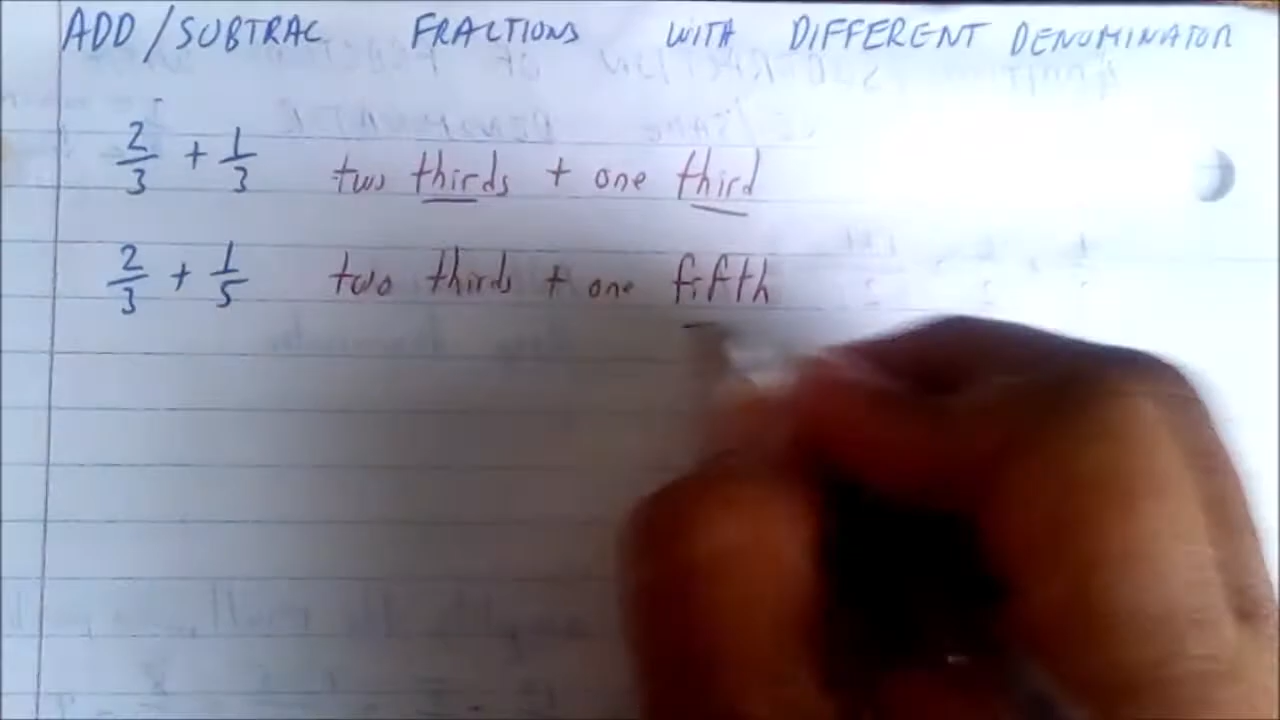 ADD/SUBTRAC FRACTIONS WITH DIFFERENT DENOMINATOR
2/3 + 1/3 two thirds + one third
2/3 + 1/5 two thirds + one fifth